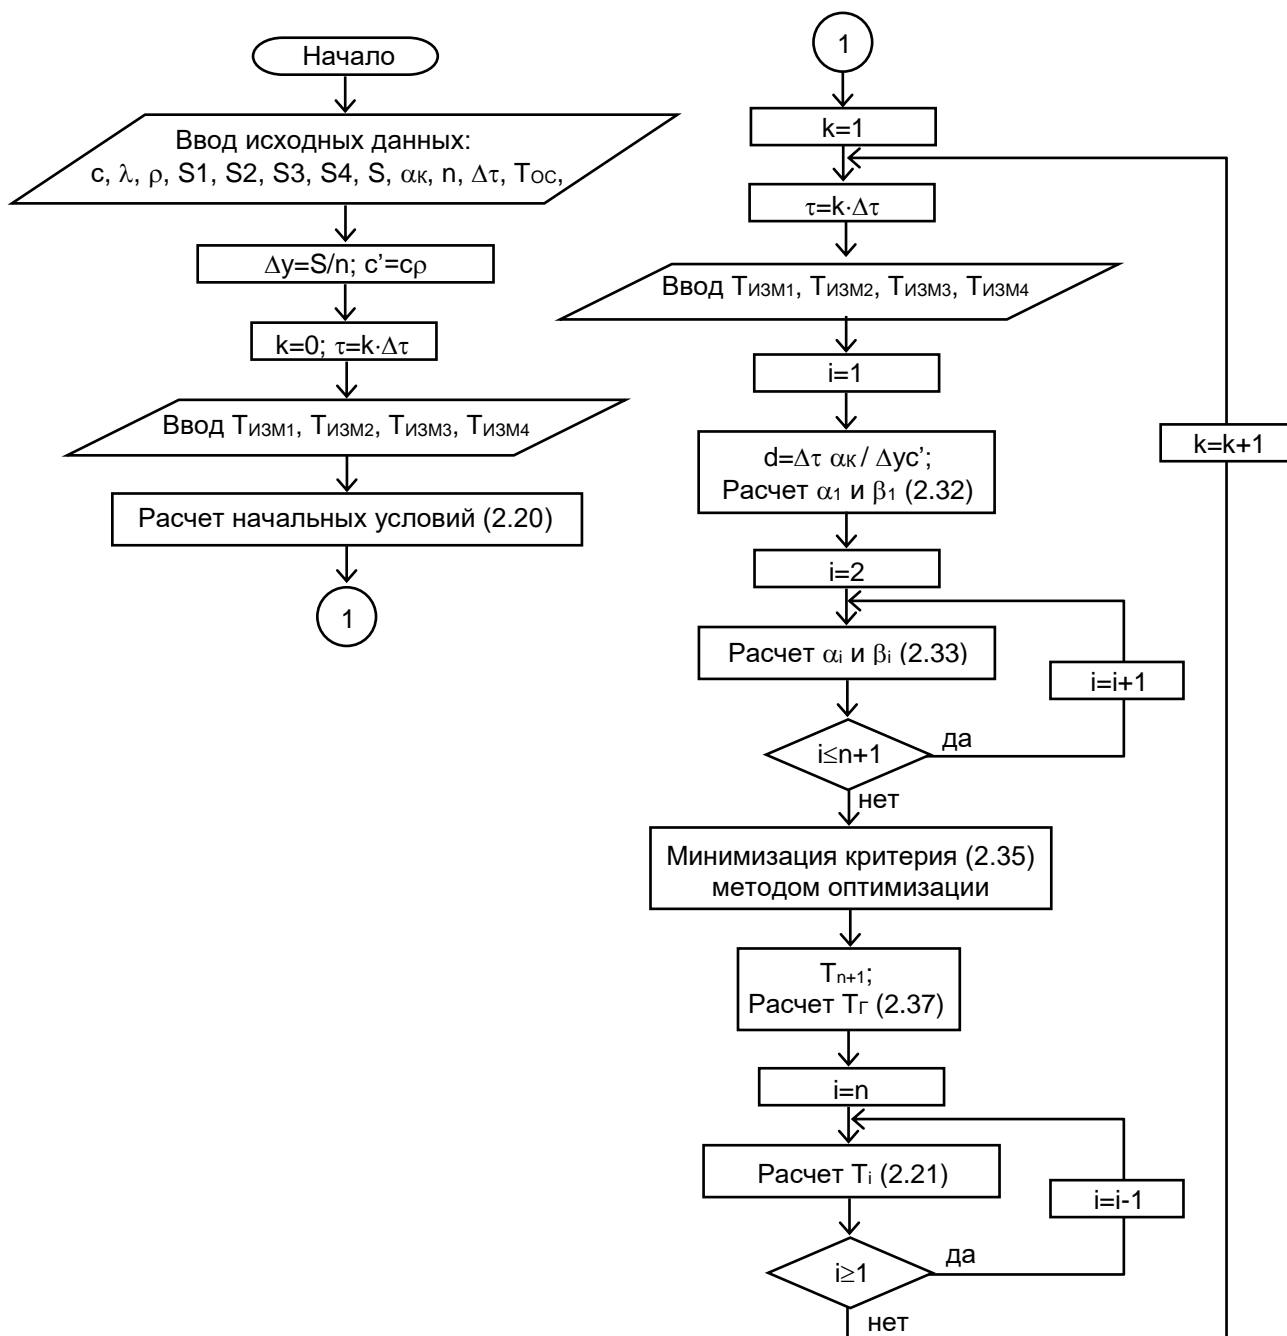 Начало
Ввод исходных данных:
c, λ, ρ, S1, S2, S3, S4, S, αк, n, Δτ, Tос,
Δy=S/n; c’=cρ
k=0; τ=k·Δτ
Ввод Tизм1, Tизм2, Tизм3, Tизм4
Расчет начальных условий (2.20)
1
1
k=1
τ=k·Δτ
Ввод Tизм1, Tизм2, Tизм3, Tизм4
i=1
d=Δτ αк / Δyc’;
Расчет α1 и β1 (2.32)
i=2
Расчет αi и βi (2.33)
i=i+1
i≤n+1
да
нет
Минимизация критерия (2.35)
методом оптимизации
Tn+1;
Расчет TГ (2.37)
i=n
Расчет Ti (2.21)
i=i-1
i≥1
да
нет
k=k+1